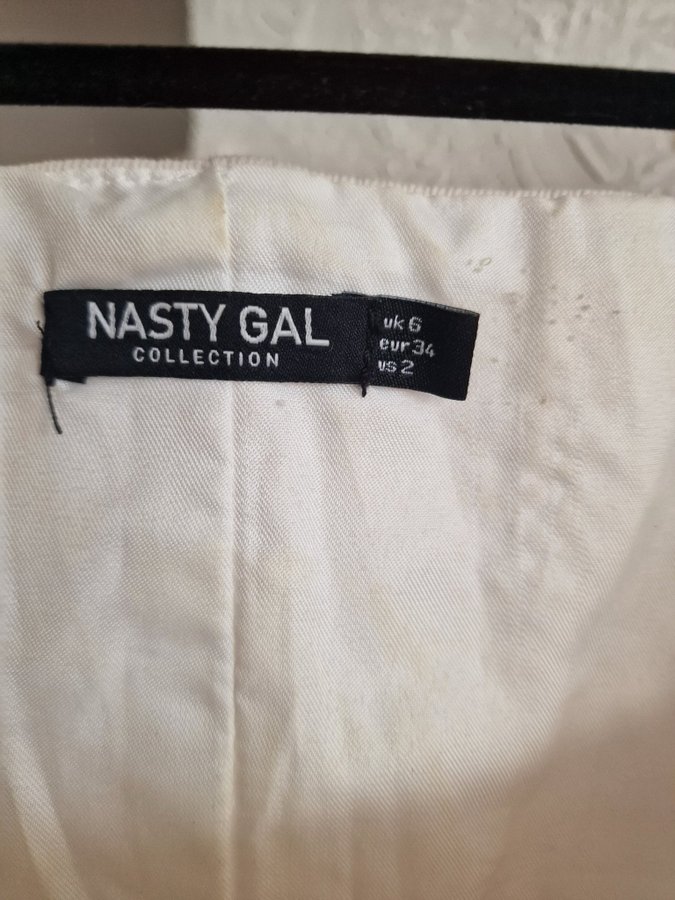 NASTY GAL
COLLECTION
uk 6
eur 34
us 2